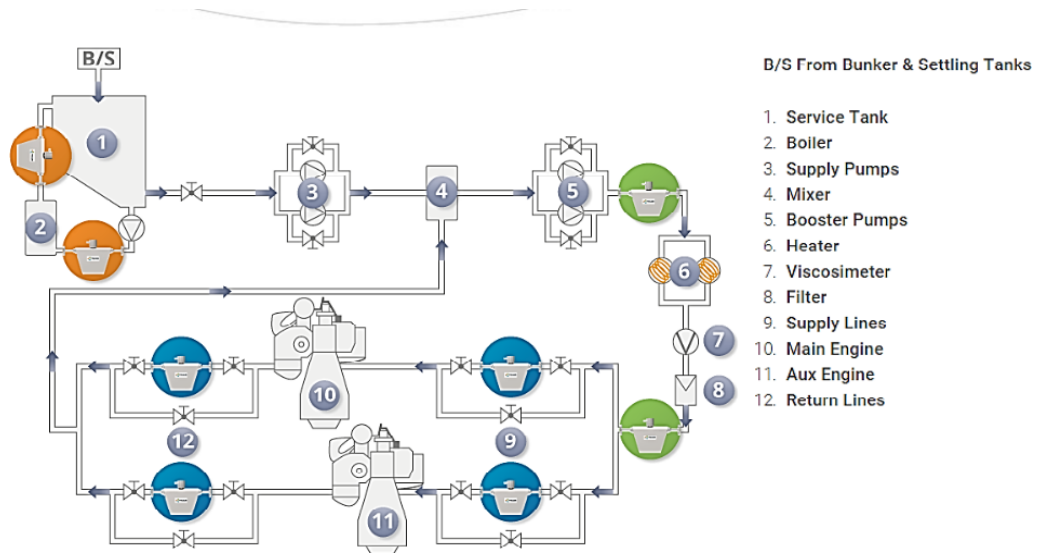 B/S
B/S From Bunker & Settling Tanks
1. Service Tank
2. Boiler
3. Supply Pumps
4. Mixer
5. Booster Pumps
6. Heater
7. Viscosimeter
8. Filter
9. Supply Lines
10. Main Engine
11. Aux Engine
12. Return Lines
1
2
3
4
5
6
7
8
10
9
12
11